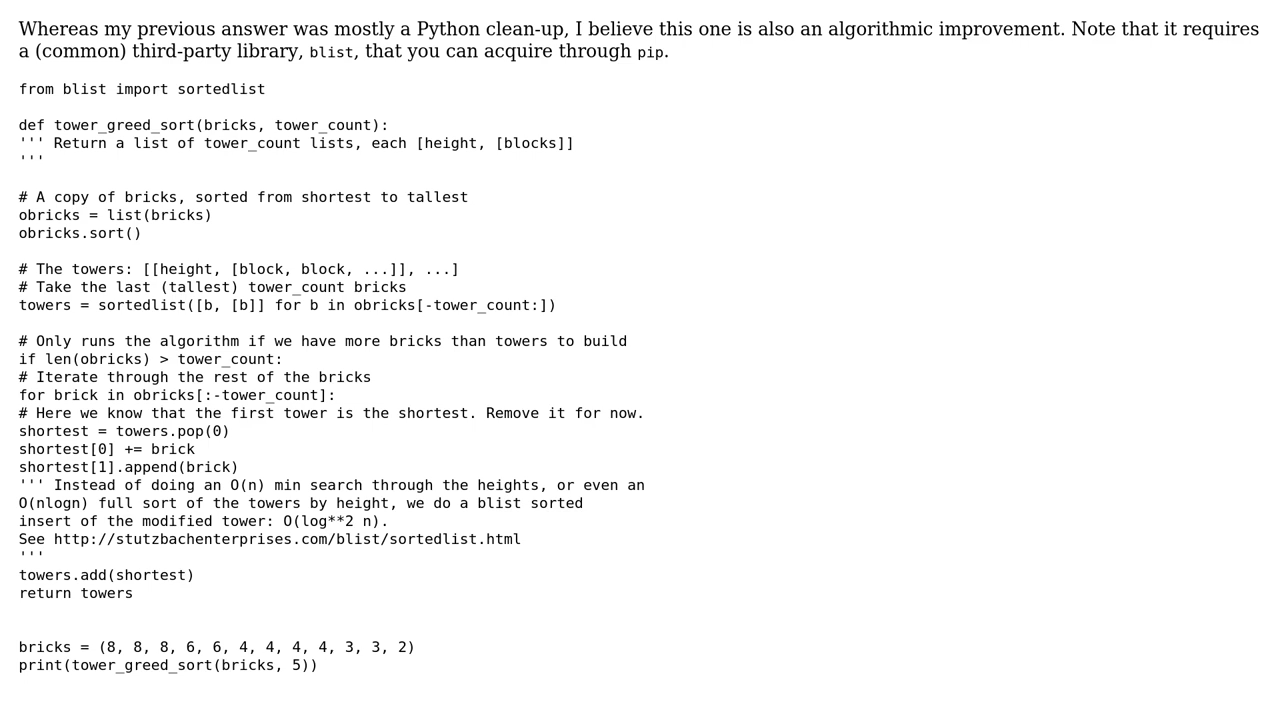 Whereas my previous answer was mostly a Python clean-up, I believe this one is also an algorithmic improvement. Note that it requires
a (common) third-party library, blist, that you can acquire through pip.
from blist import sortedlist
def tower_greed_sort(bricks, tower_count):
''' Return a list of tower_count lists, each [height, [blocks]]
'''
# A copy of bricks, sorted from shortest to tallest
obricks = list(bricks)
obricks.sort()
# The towers: [[height, [block, block, ...]], ...]
# Take the last (tallest) tower_count bricks
towers = sortedlist([b, [b]] for b in obricks[-tower_count:])
# Only runs the algorithm if we have more bricks than towers to build
if len(obricks) > tower_count:
# Iterate through the rest of the bricks
for brick in obricks[:-tower_count]:
# Here we know that the first tower is the shortest. Remove it for now.
shortest = towers.pop(0)
shortest[0] += brick
shortest[1].append(brick)
''' Instead of doing an O(n) min search through the heights, or even an
O(nlogn) full sort of the towers by height, we do a blist sorted
insert of the modified tower: O(log**2 n).
See http://stutzbachenterprises.com/blist/sortedlist.html
'''
towers.add(shortest)
return towers
bricks = (8, 8, 8, 6, 6, 4, 4, 4, 4, 3, 3, 2)
print(tower_greed_sort(bricks, 5))